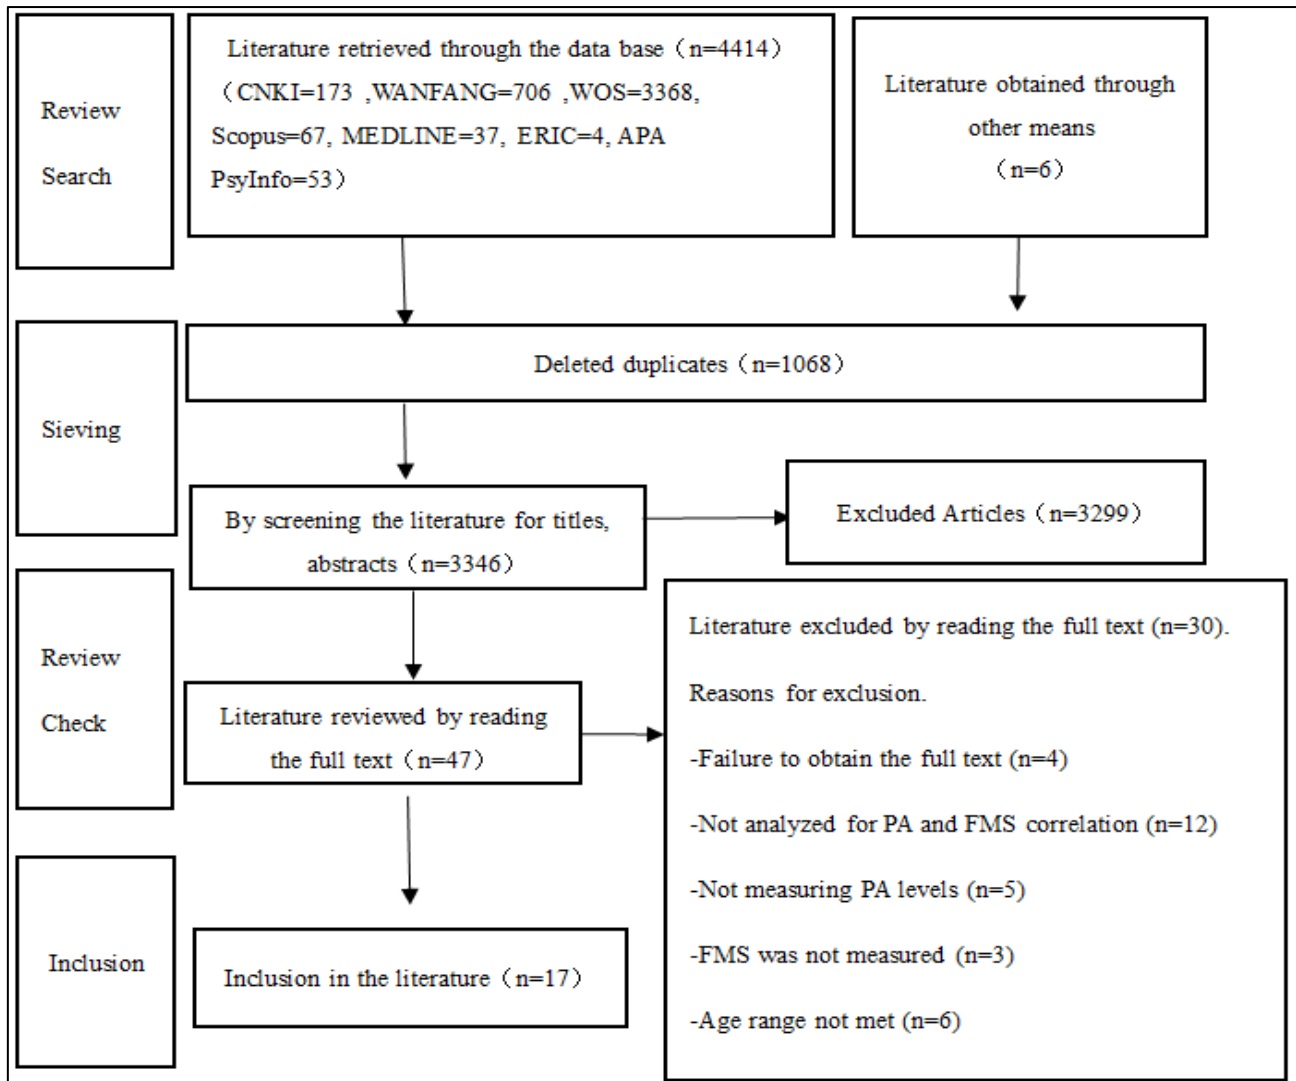 Review
Search
Literature retrieved through the data base（n=4414）
（CNKI=173 ,WANFANG=706 ,WOS=3368,
Scopus=67, MEDLINE=37, ERIC=4, APA
PsyInfo=53）
Literature obtained through
other means
（n=6）
Sieving
Deleted duplicates（n=1068）
By screening the literature for titles,
abstracts（n=3346）
Excluded Articles（n=3299）
Review
Check
Literature reviewed by reading
the full text（n=47）
Literature excluded by reading the full text (n=30).
Reasons for exclusion.
-Failure to obtain the full text (n=4)
-Not analyzed for PA and FMS correlation (n=12)
-Not measuring PA levels (n=5)
-FMS was not measured (n=3)
-Age range not met (n=6)
Inclusion
Inclusion in the literature（n=17）